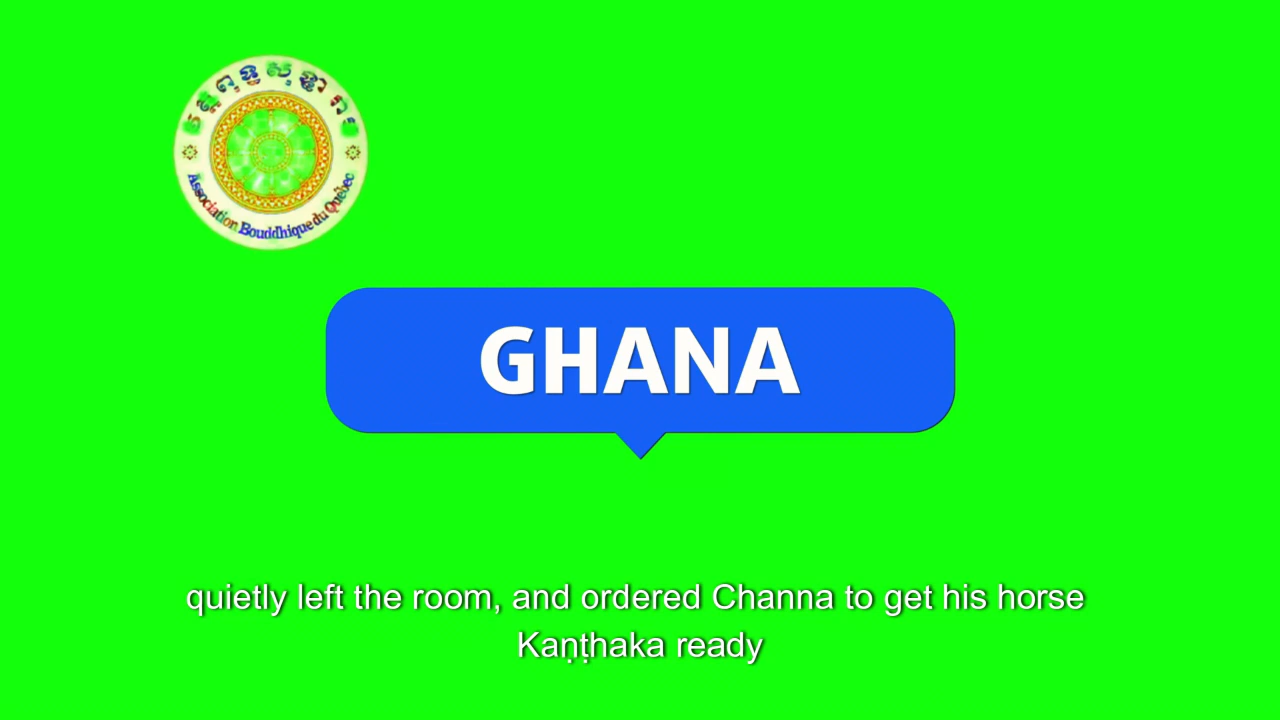 Association Bouddhique du Québec
GHANA
quietly left the room, and ordered Channa to get his horse
Kaṇṭhaka ready